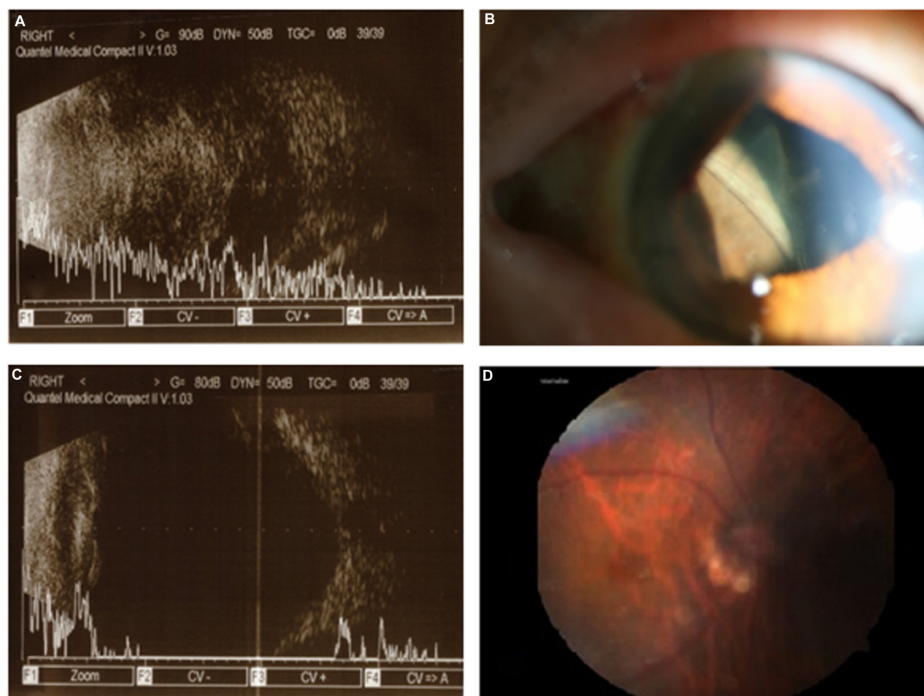 A
RIGHT < > G= 90dB DYN= 50dB TGC= 0dB 39/39
Quantel Medical Compact II V:1.03
F1 Zoom F2 CV - F3 CV + F4 CV => A
B
C
RIGHT < > G= 80dB DYN= 50dB TGC= 0dB 39/39
Quantel Medical Compact II V:1.03
F1 Zoom F2 CV - F3 CV + F4 CV => A
D